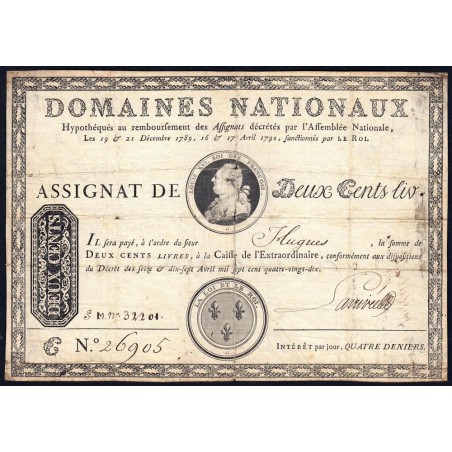 DOMAINES NATIONAUX
Hypothéqués au remboursement des Assignats décrétés par l'Assemblée Nationale,
Les 19 & 21 Décembre 1789, 16 & 17 Avril 1790, sanctionnés par LE ROI.
LOUIS XVI ROI DES FRANÇOIS
ASSIGNAT DE Deux Cents liv.
DEUX CENTS
IL sera payé, à l'ordre du sieur Hugues, la somme de
DEUX CENTS LIVRES, à la Caisse de l'Extraordinaire, conformément aux dispositions
du Décret des seize & dix-sept Avril mil sept cent quatre-vingt-dix.
32201
LA LOI ET LE ROI
C N.º 26905
INTÉRÊT par jour, QUATRE DENIERS.